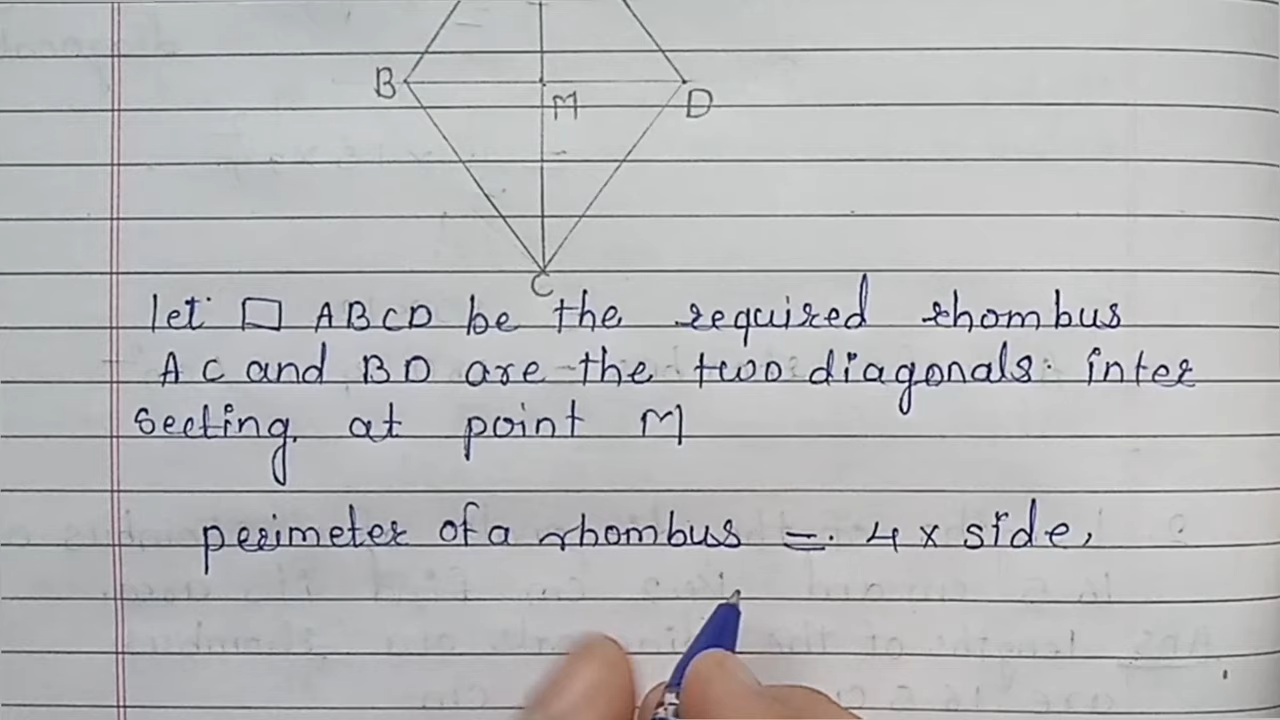 B
M
D
C
let □ ABCD be the required rhombus
AC and BD are the two diagonals. inter
secting. at point M
perimeter of a rhombus = 4 x side,